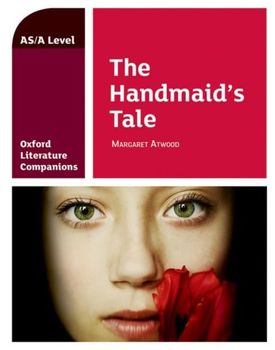 AS/A Level
The
Handmaid's
Tale
Margaret Atwood
Oxford
Literature
Companions